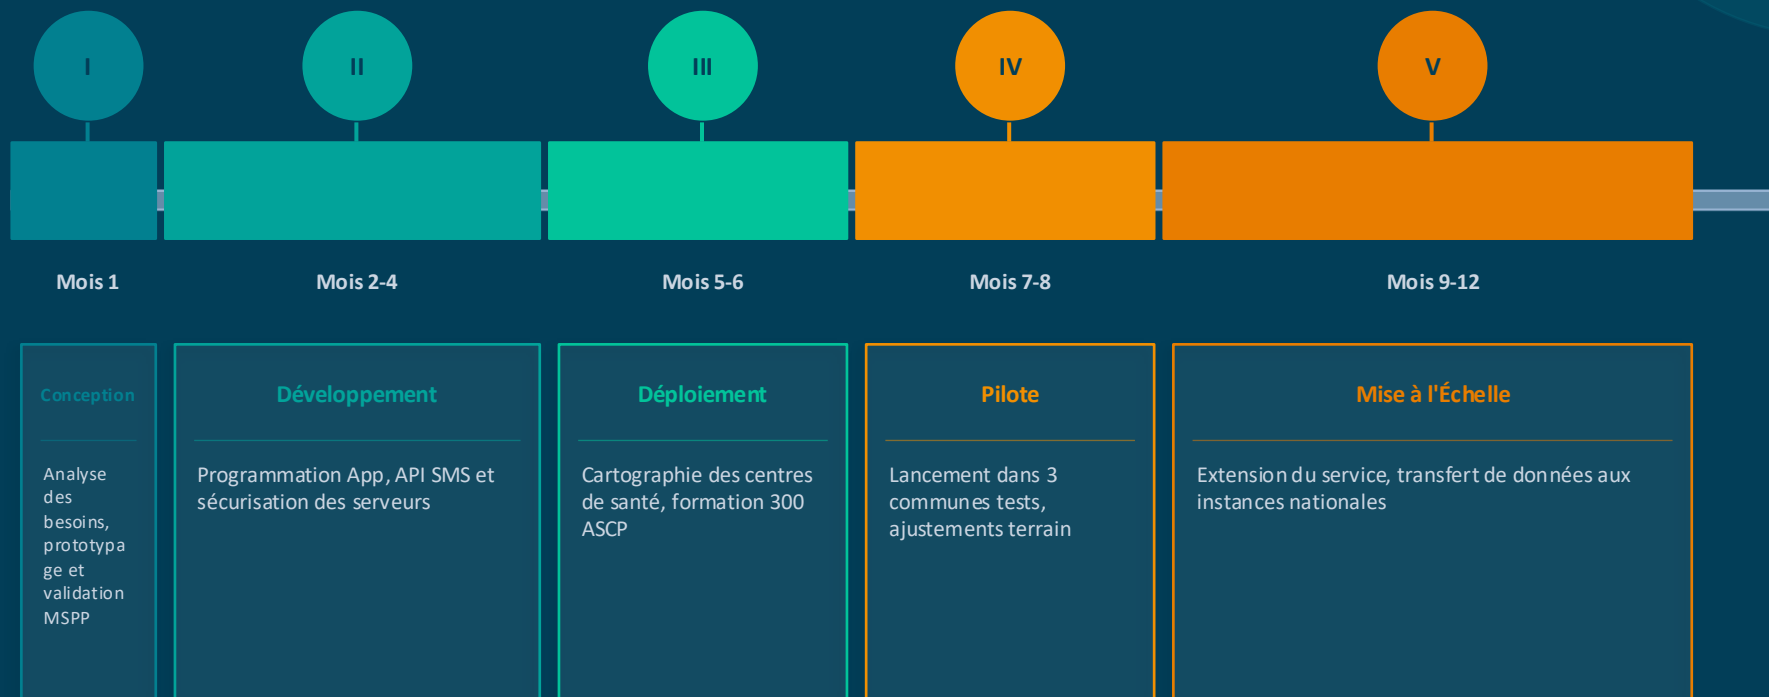 I
II
III
IV
V
Mois 1
Mois 2-4
Mois 5-6
Mois 7-8
Mois 9-12
Conception
Analyse
des
besoins,
prototypa
ge et
validation
MSPP
Développement
Programmation App, API SMS et
sécurisation des serveurs
Déploiement
Cartographie des centres
de santé, formation 300
ASCP
Pilote
Lancement dans 3
communes tests,
ajustements terrain
Mise à l'Échelle
Extension du service, transfert de données aux
instances nationales